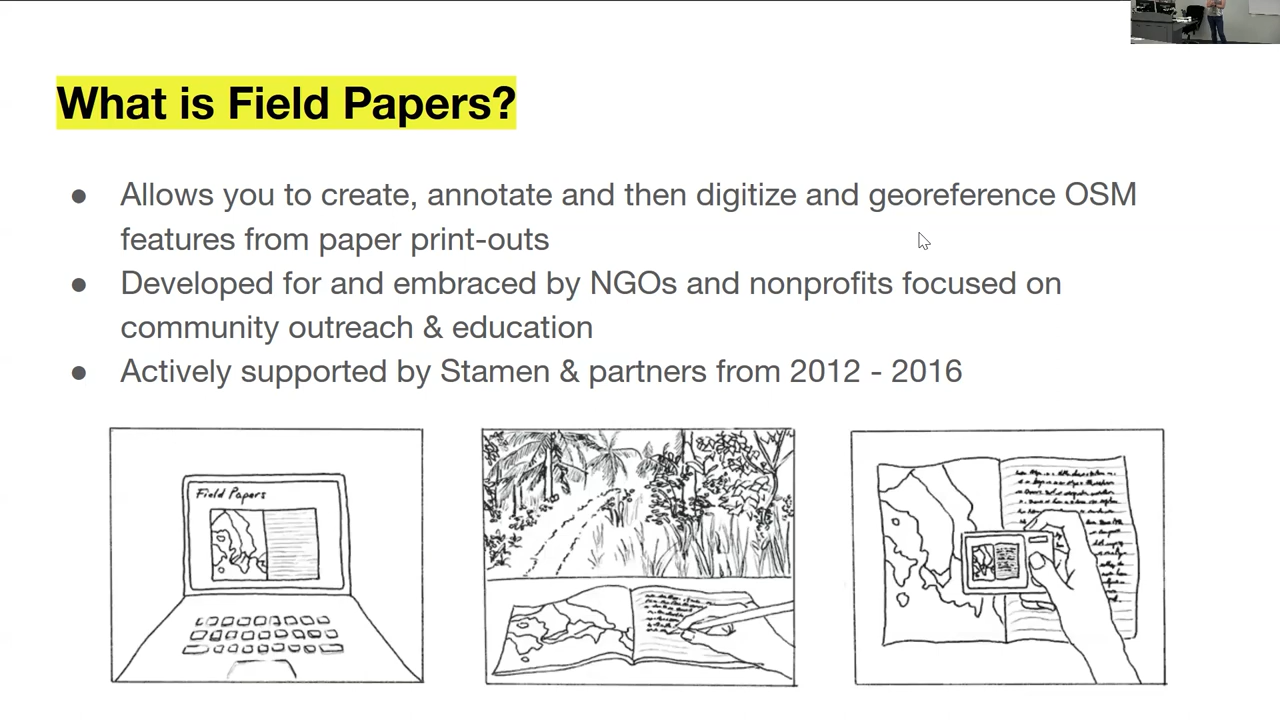 What is Field Papers?
● Allows you to create, annotate and then digitize and georeference OSM
features from paper print-outs
● Developed for and embraced by NGOs and nonprofits focused on
community outreach & education
● Actively supported by Stamen & partners from 2012 - 2016
Field Papers